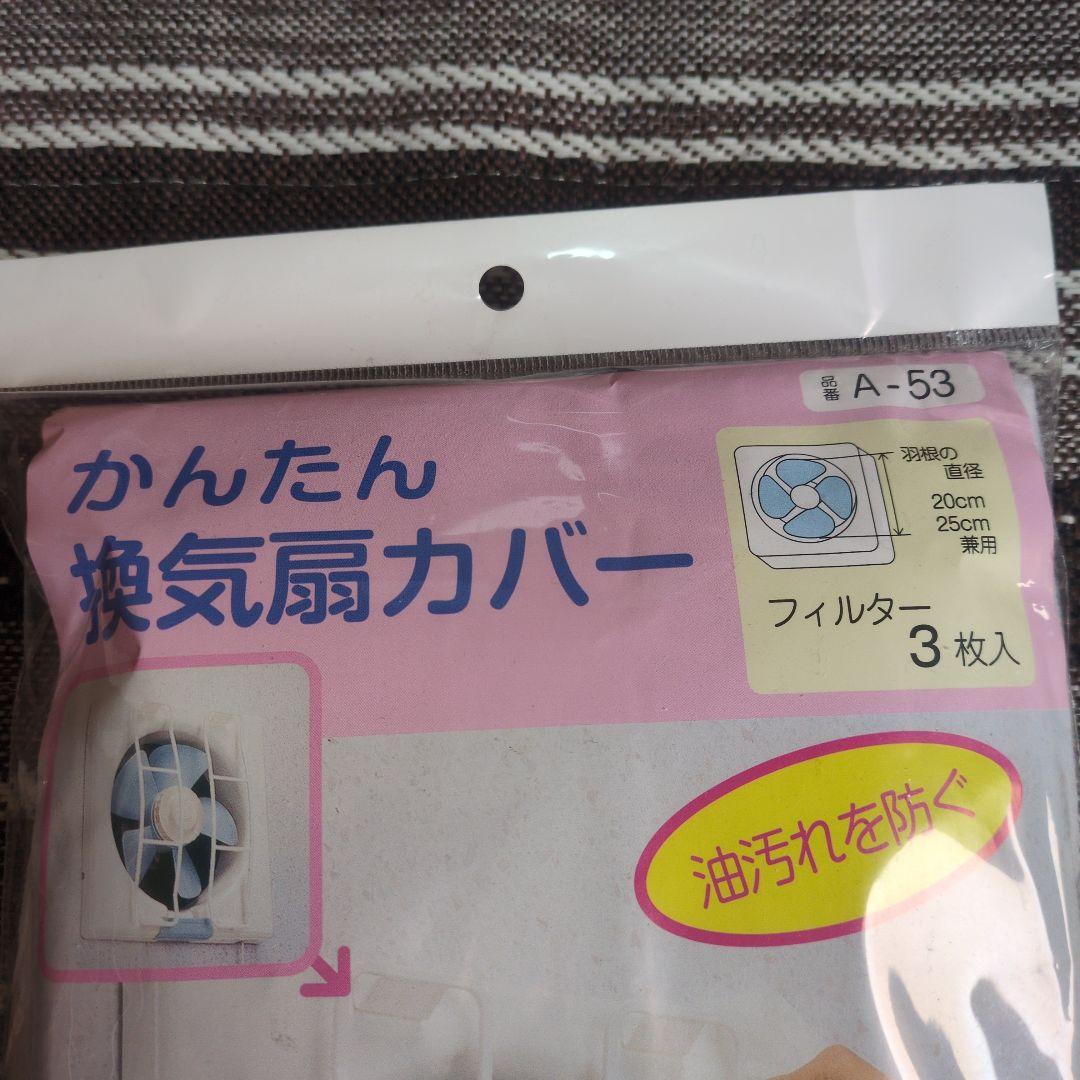 品番 A-53
かんたん
換気扇カバー
羽根の
直径
20cm
25cm
兼用
フィルター
3枚入
油汚れを防ぐ